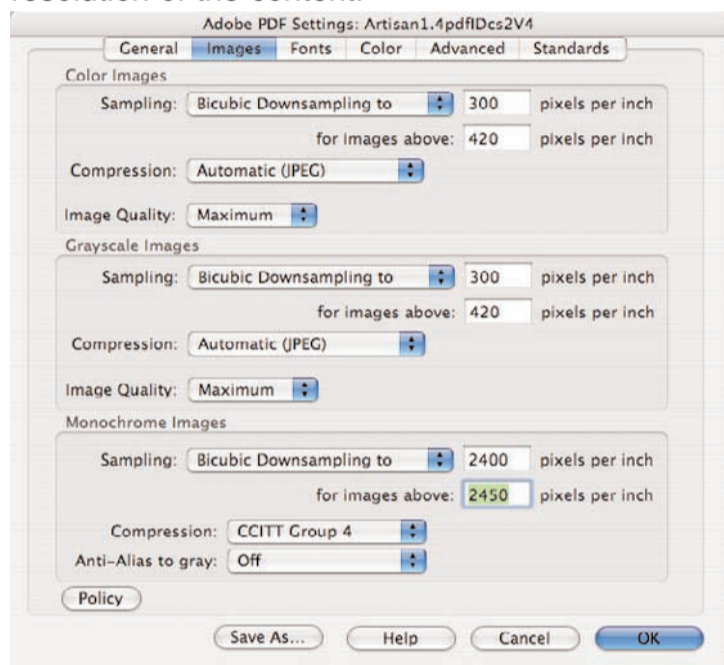 Adobe PDF Settings: Artisan1.4pdfIDcs2V4
General Images Fonts Color Advanced Standards
Color Images
Sampling: Bicubic Downsampling to 300 pixels per inch
for Images above: 420 pixels per inch
Compression: Automatic (JPEG)
Image Quality: Maximum
Grayscale Images
Sampling: Bicubic Downsampling to 300 pixels per inch
for images above: 420 pixels per inch
Compression: Automatic (JPEG)
Image Quality: Maximum
Monochrome Images
Sampling: Bicubic Downsampling to 2400 pixels per inch
for images above: 2450 pixels per inch
Compression: CCITT Group 4
Anti-Alias to gray: Off
Policy
Save As... Help Cancel OK